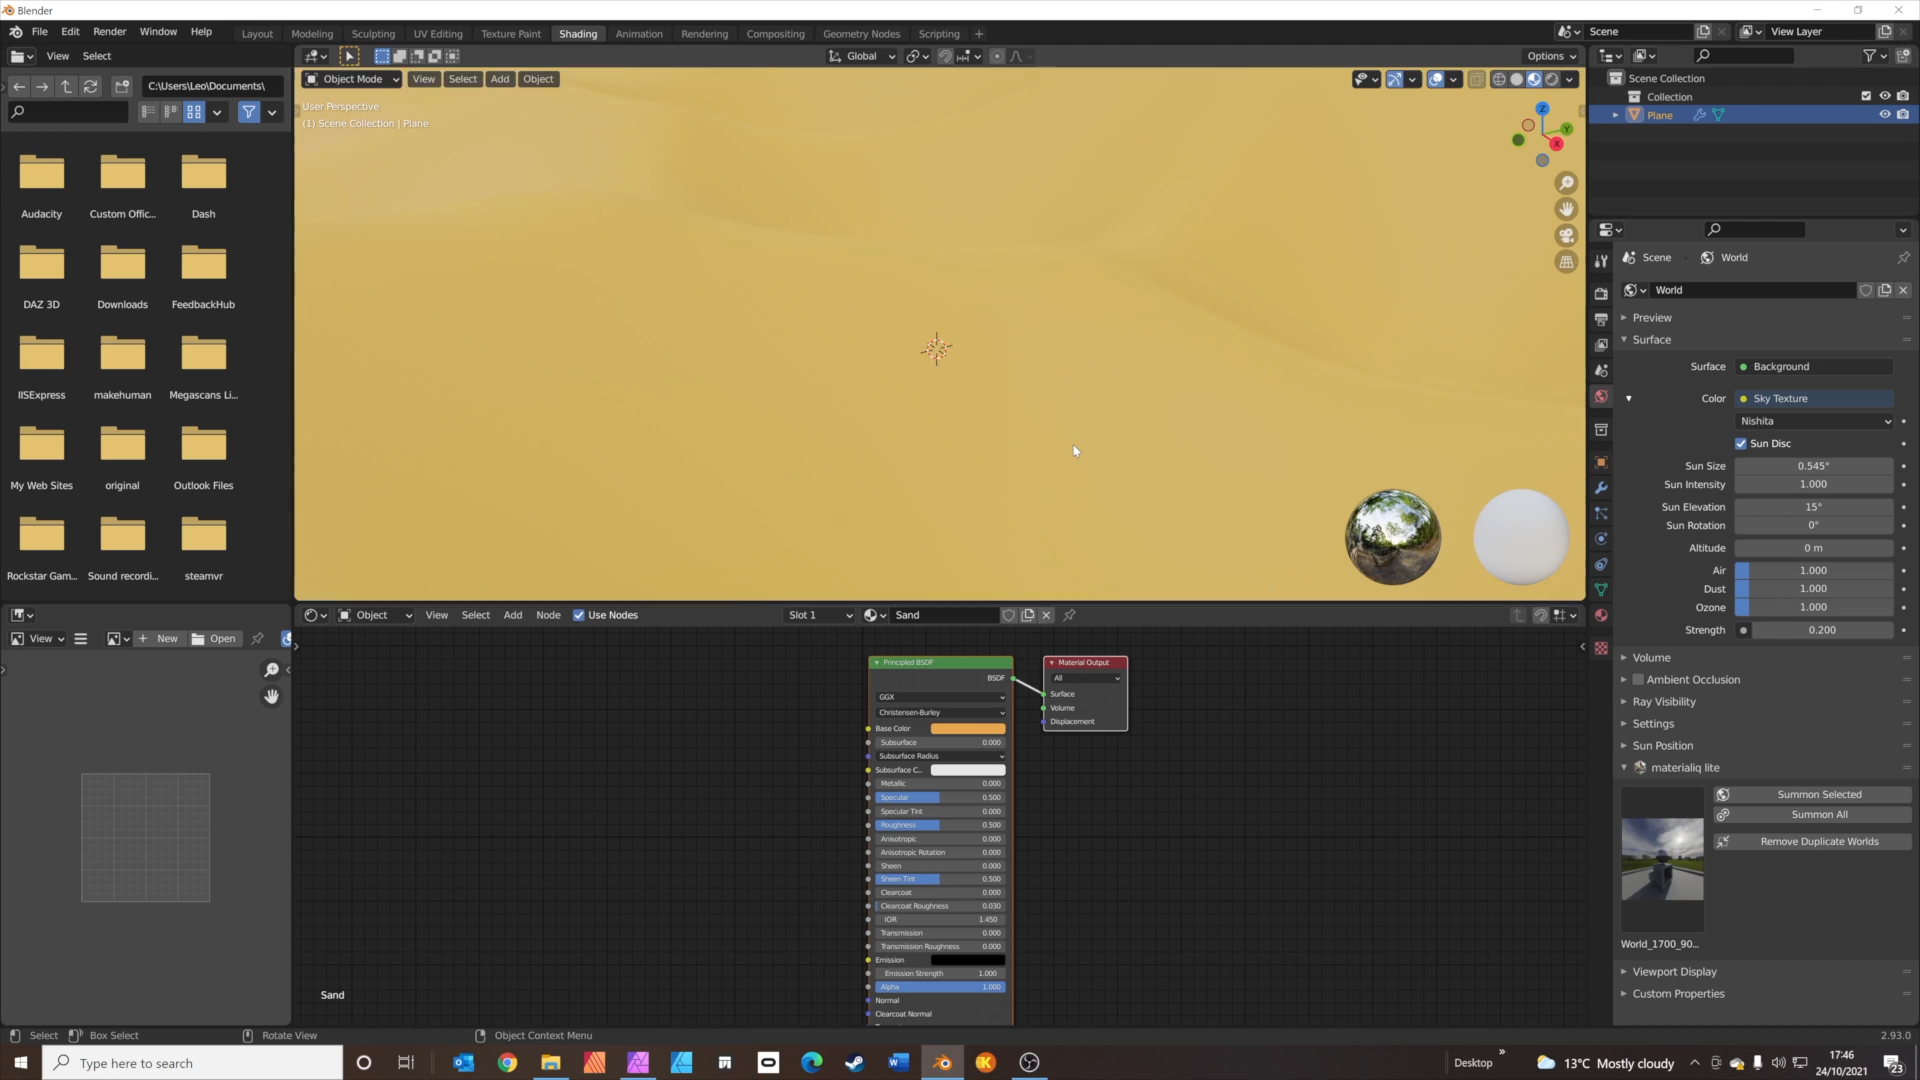 Blender
File Edit Render Window Help
Layout Modeling Sculpting UV Editing Texture Paint Shading Animation Rendering Compositing Geometry Nodes Scripting
Scene
View Layer
View Select
Global
Options
C:\Users\Leo\Documents\
Object Mode View Select Add Object
User Perspective
(1) Scene Collection | Plane
Z
Y
X
Audacity Custom Offic... Dash
DAZ 3D Downloads FeedbackHub
IISExpress makehuman Megascans Li...
My Web Sites original Outlook Files
Rockstar Gam... Sound recordi... steamvr
Scene Collection
Collection
Plane
Scene World
World
Preview
Surface
Surface Background
Color Sky Texture
Nishita
Sun Disc
Sun Size 0.545°
Sun Intensity 1.000
Sun Elevation 15°
Sun Rotation 0°
Altitude 0 m
Air 1.000
Dust 1.000
Ozone 1.000
Strength 0.200
Volume
Ambient Occlusion
Ray Visibility
Settings
Sun Position
materialiq lite
Summon Selected
Summon All
Remove Duplicate Worlds
World_1700_90...
Viewport Display
Custom Properties
View New Open
Object View Select Add Node Use Nodes Slot 1 Sand
Principled BSDF
BSDF
GGX
Christensen-Burley
Base Color
Subsurface 0.000
Subsurface Radius
Subsurface C...
Metallic 0.000
Specular 0.500
Specular Tint 0.000
Roughness 0.500
Anisotropic 0.000
Anisotropic Rotation 0.000
Sheen 0.000
Sheen Tint 0.500
Clearcoat 0.000
Clearcoat Roughness 0.030
IOR 1.450
Transmission 0.000
Transmission Roughness 0.000
Emission
Emission Strength 1.000
Alpha 1.000
Normal
Clearcoat Normal
Material Output
All
Surface
Volume
Displacement
Sand
Select Box Select Rotate View Object Context Menu 2.93.0
Type here to search
Desktop
13°C Mostly cloudy
17:46
24/10/2021
23